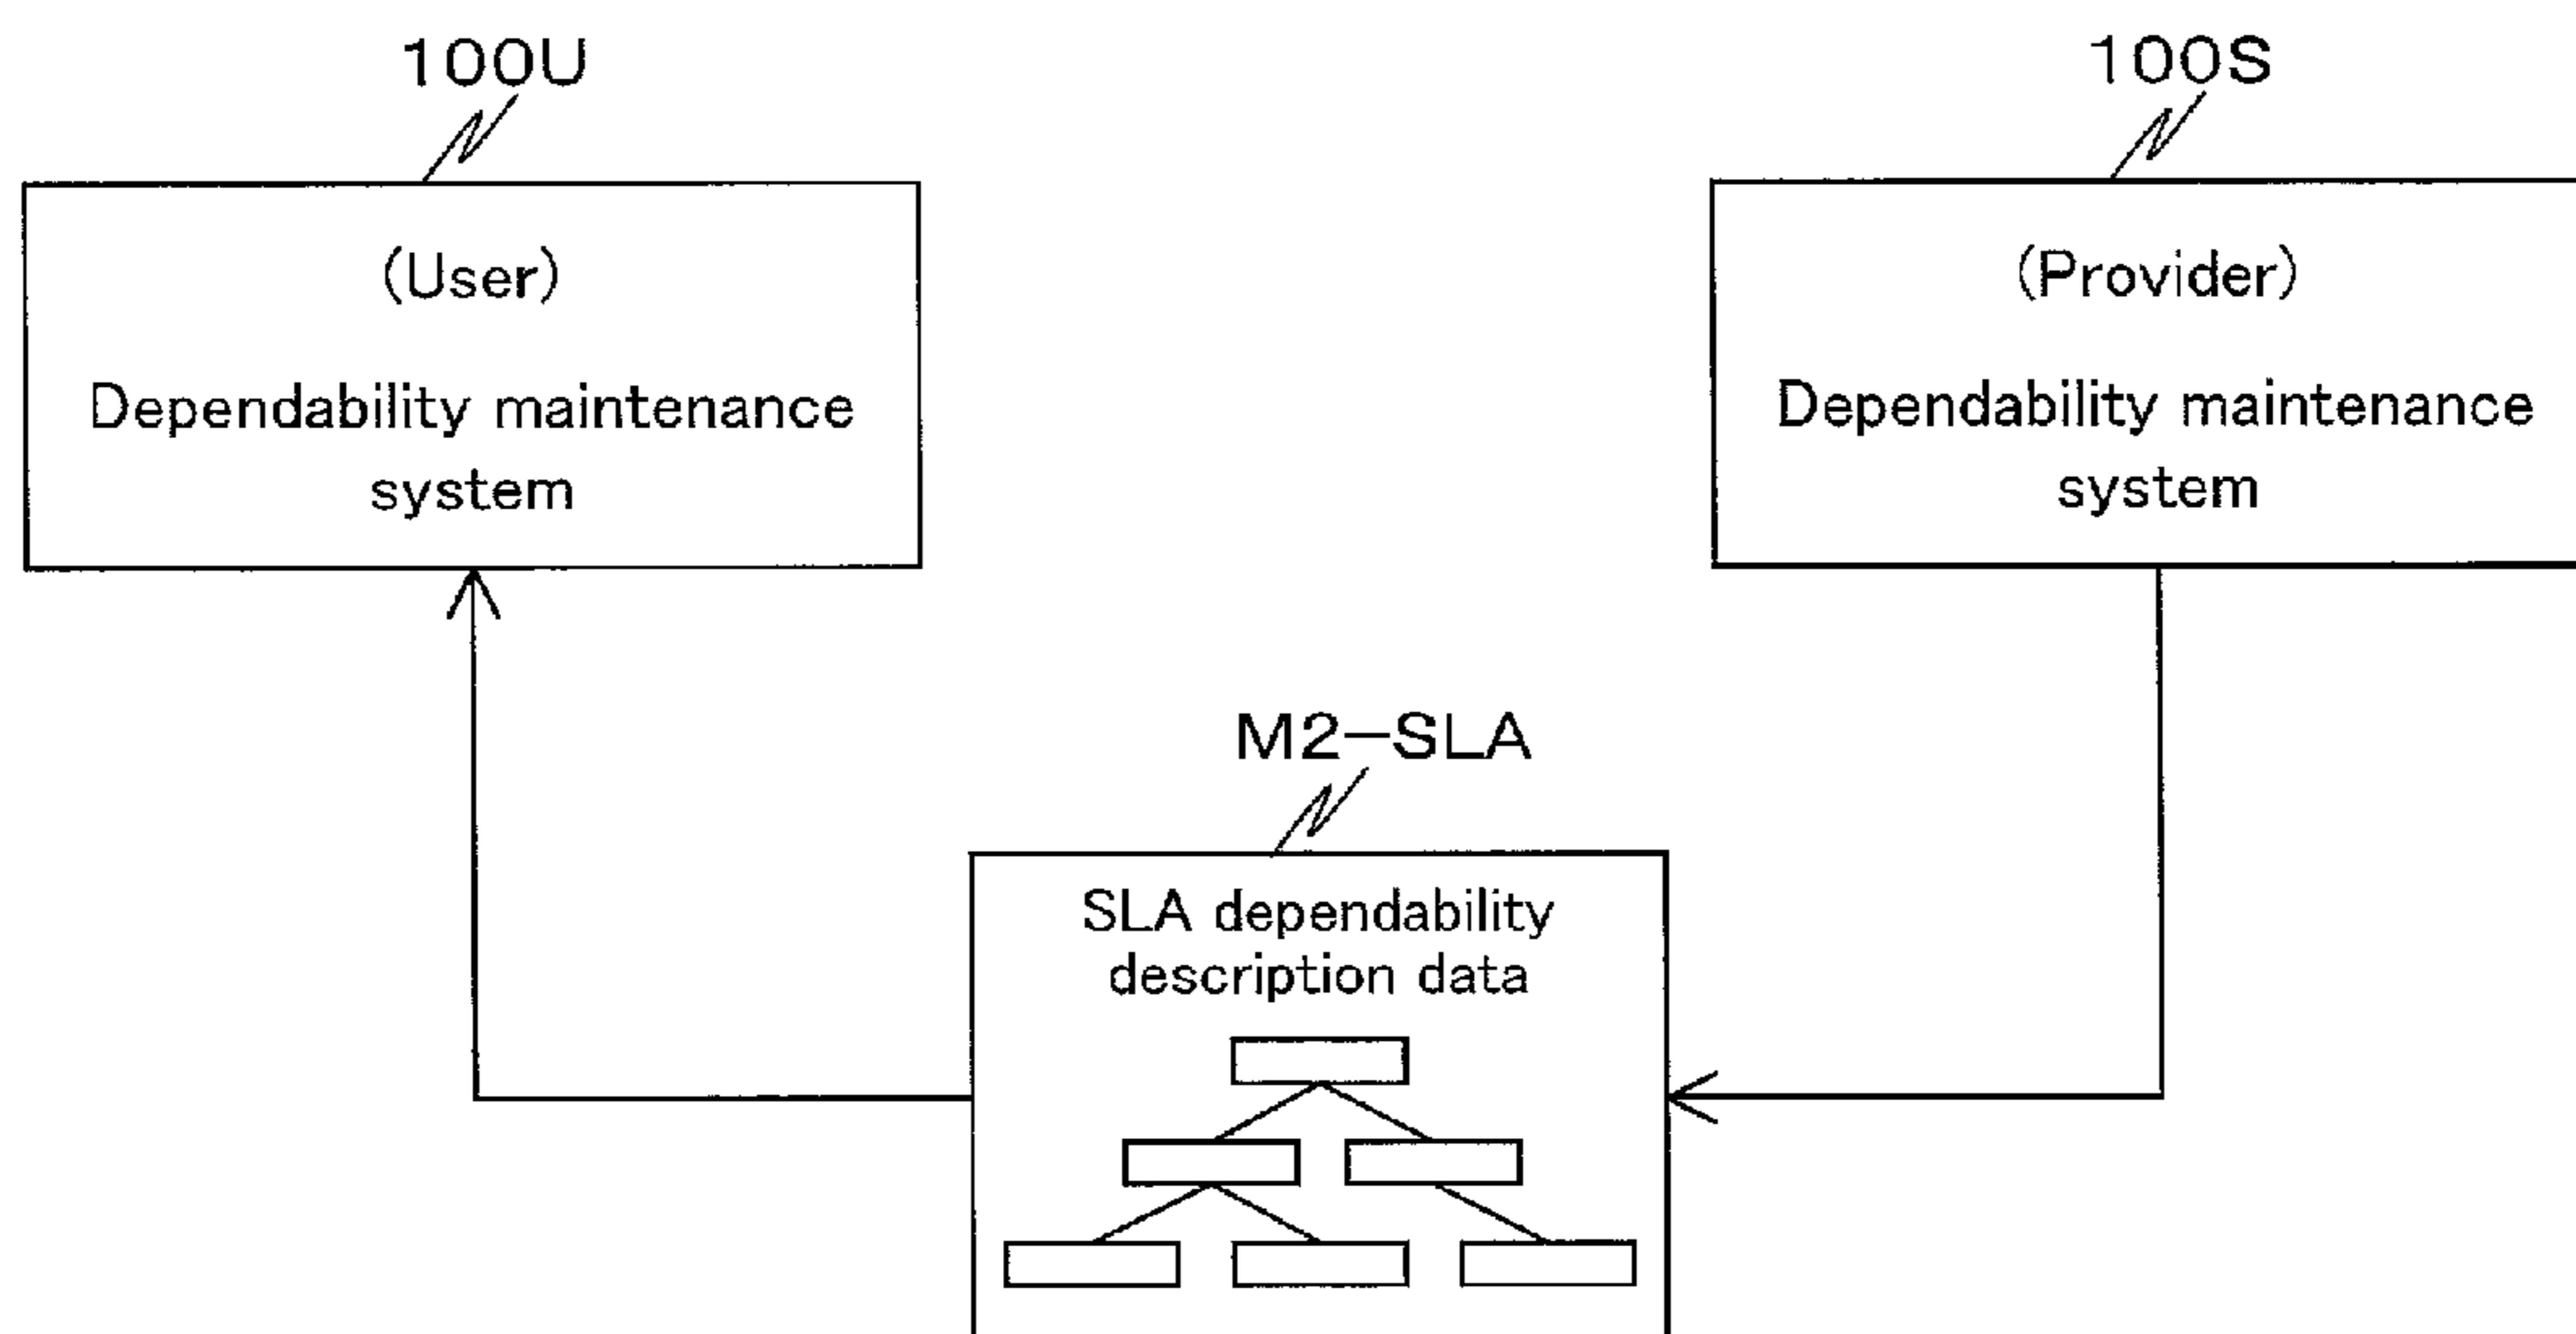 100U
(User)
Dependability maintenance
system
100S
(Provider)
Dependability maintenance
system
M2-SLA
SLA dependability
description data